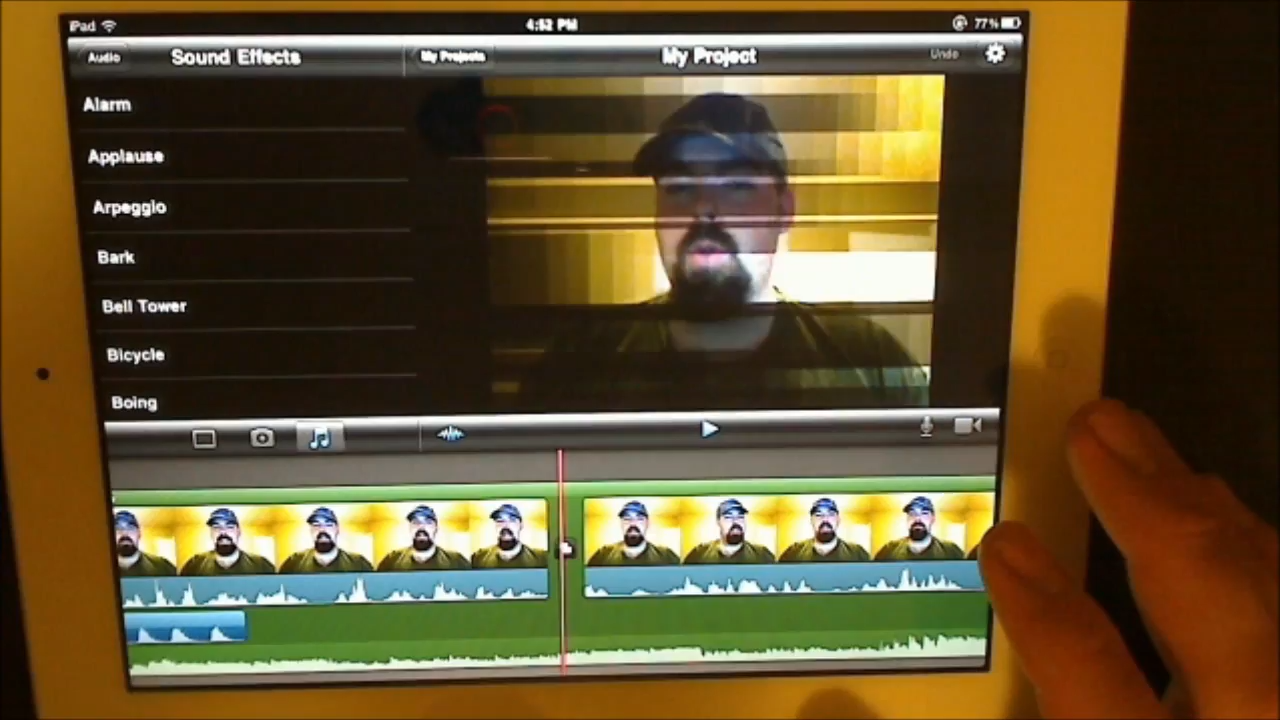 iPad 4:52 PM 77%
Audio Sound Effects My Projects My Project Undo
Alarm
Applause
Arpeggio
Bark
Bell Tower
Bicycle
Boing